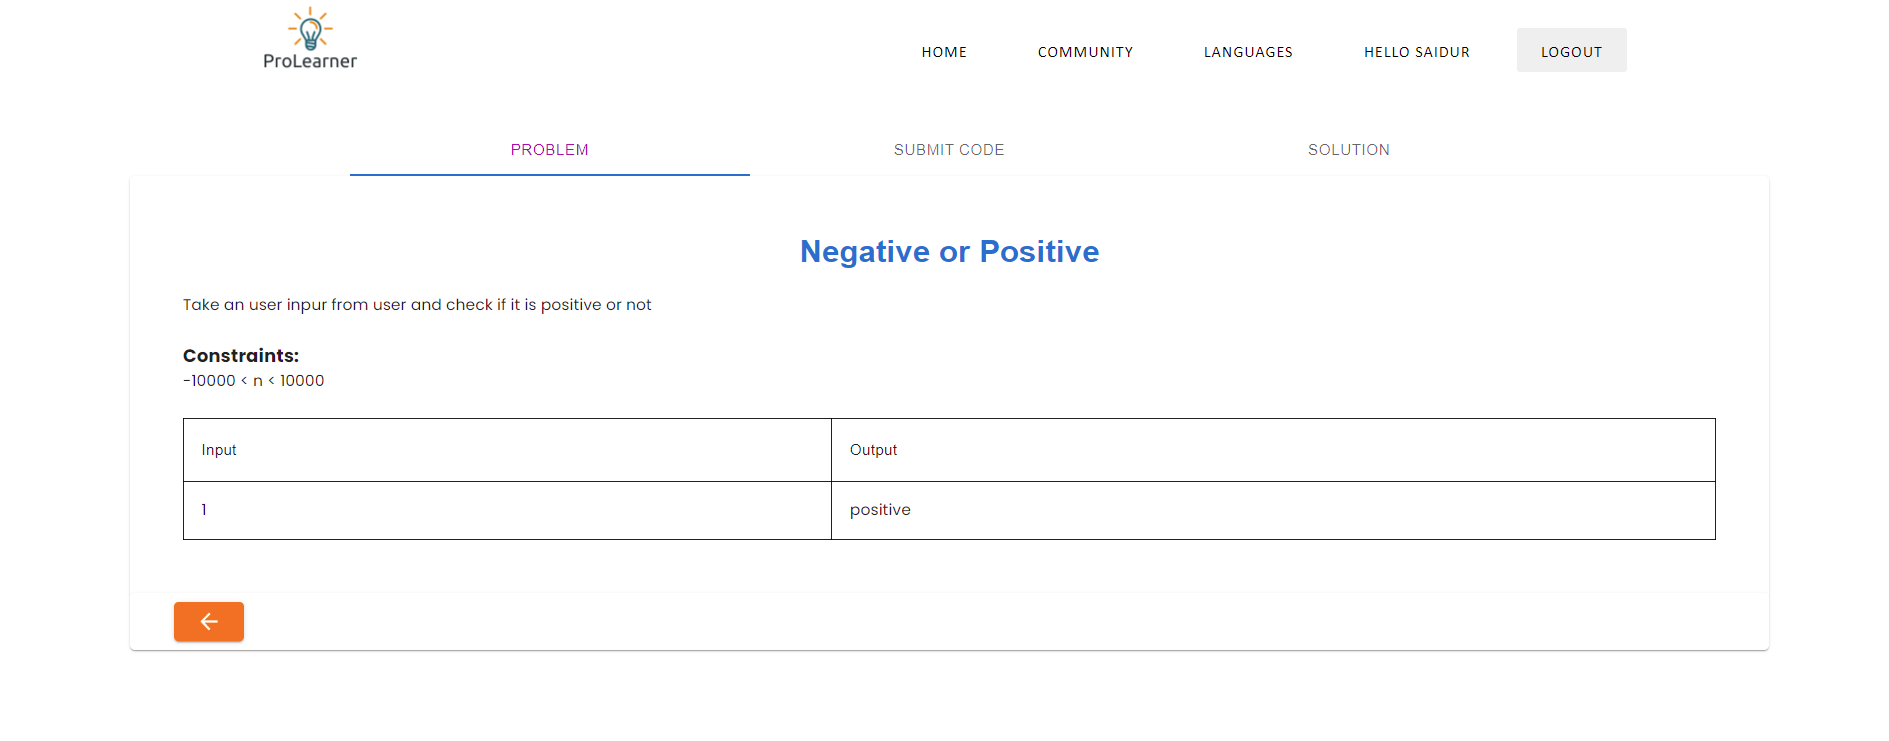 ProLearner
HOME COMMUNITY LANGUAGES HELLO SAIDUR LOGOUT
PROBLEM SUBMIT CODE SOLUTION
Negative or Positive
Take an user inpur from user and check if it is positive or not
Constraints:
-10000 < n < 10000
Input Output
1 positive